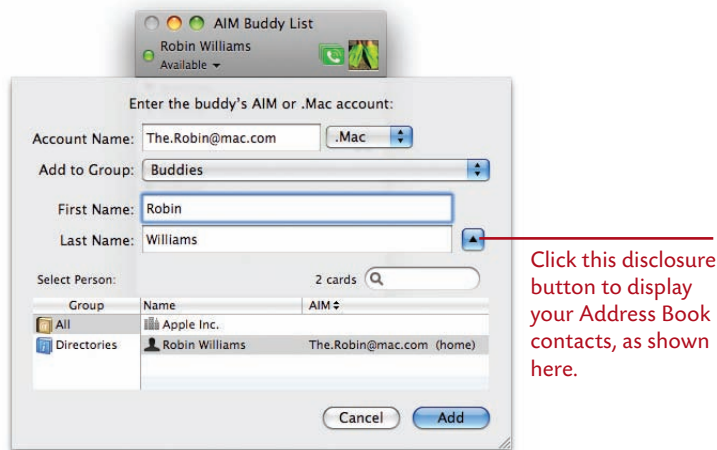 AIM Buddy List
Robin Williams
Available
Enter the buddy's AIM or .Mac account:
Account Name: The.Robin@mac.com .Mac
Add to Group: Buddies
First Name: Robin
Last Name: Williams
Click this disclosure
button to display
your Address Book
contacts, as shown
here.
Select Person: 2 cards
Group Name AIM
All Apple Inc.
Directories Robin Williams The.Robin@mac.com (home)
Cancel Add